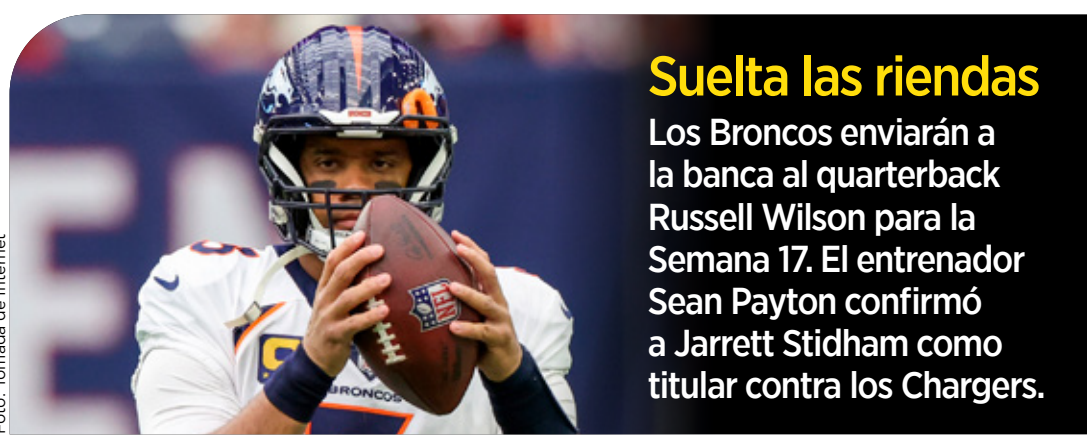 Suelta las riendas
Los Broncos enviarán a
la banca al quarterback
Russell Wilson para la
Semana 17. El entrenador
Sean Payton confirmó
a Jarrett Stidham como
titular contra los Chargers.
Foto: Tomada de Internet
BRONCOS
NFL